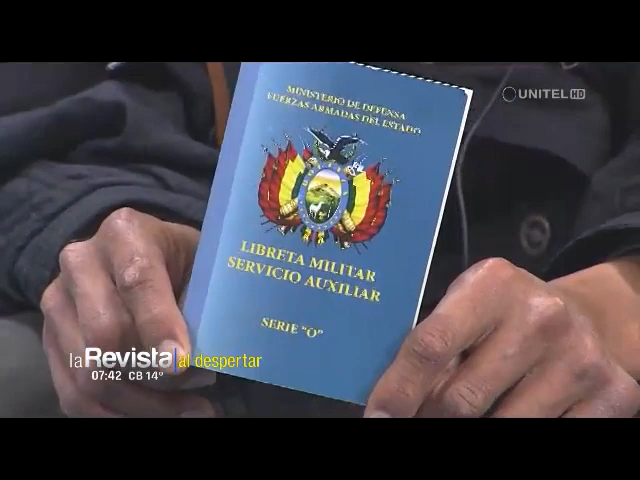 UNITEL HD
MINISTERIO DE DEFENSA
FUERZAS ARMADAS DEL ESTADO
LIBRETA MILITAR
SERVICIO AUXILIAR
SERIE "O"
la Revista al despertar
07:42 CB 14°